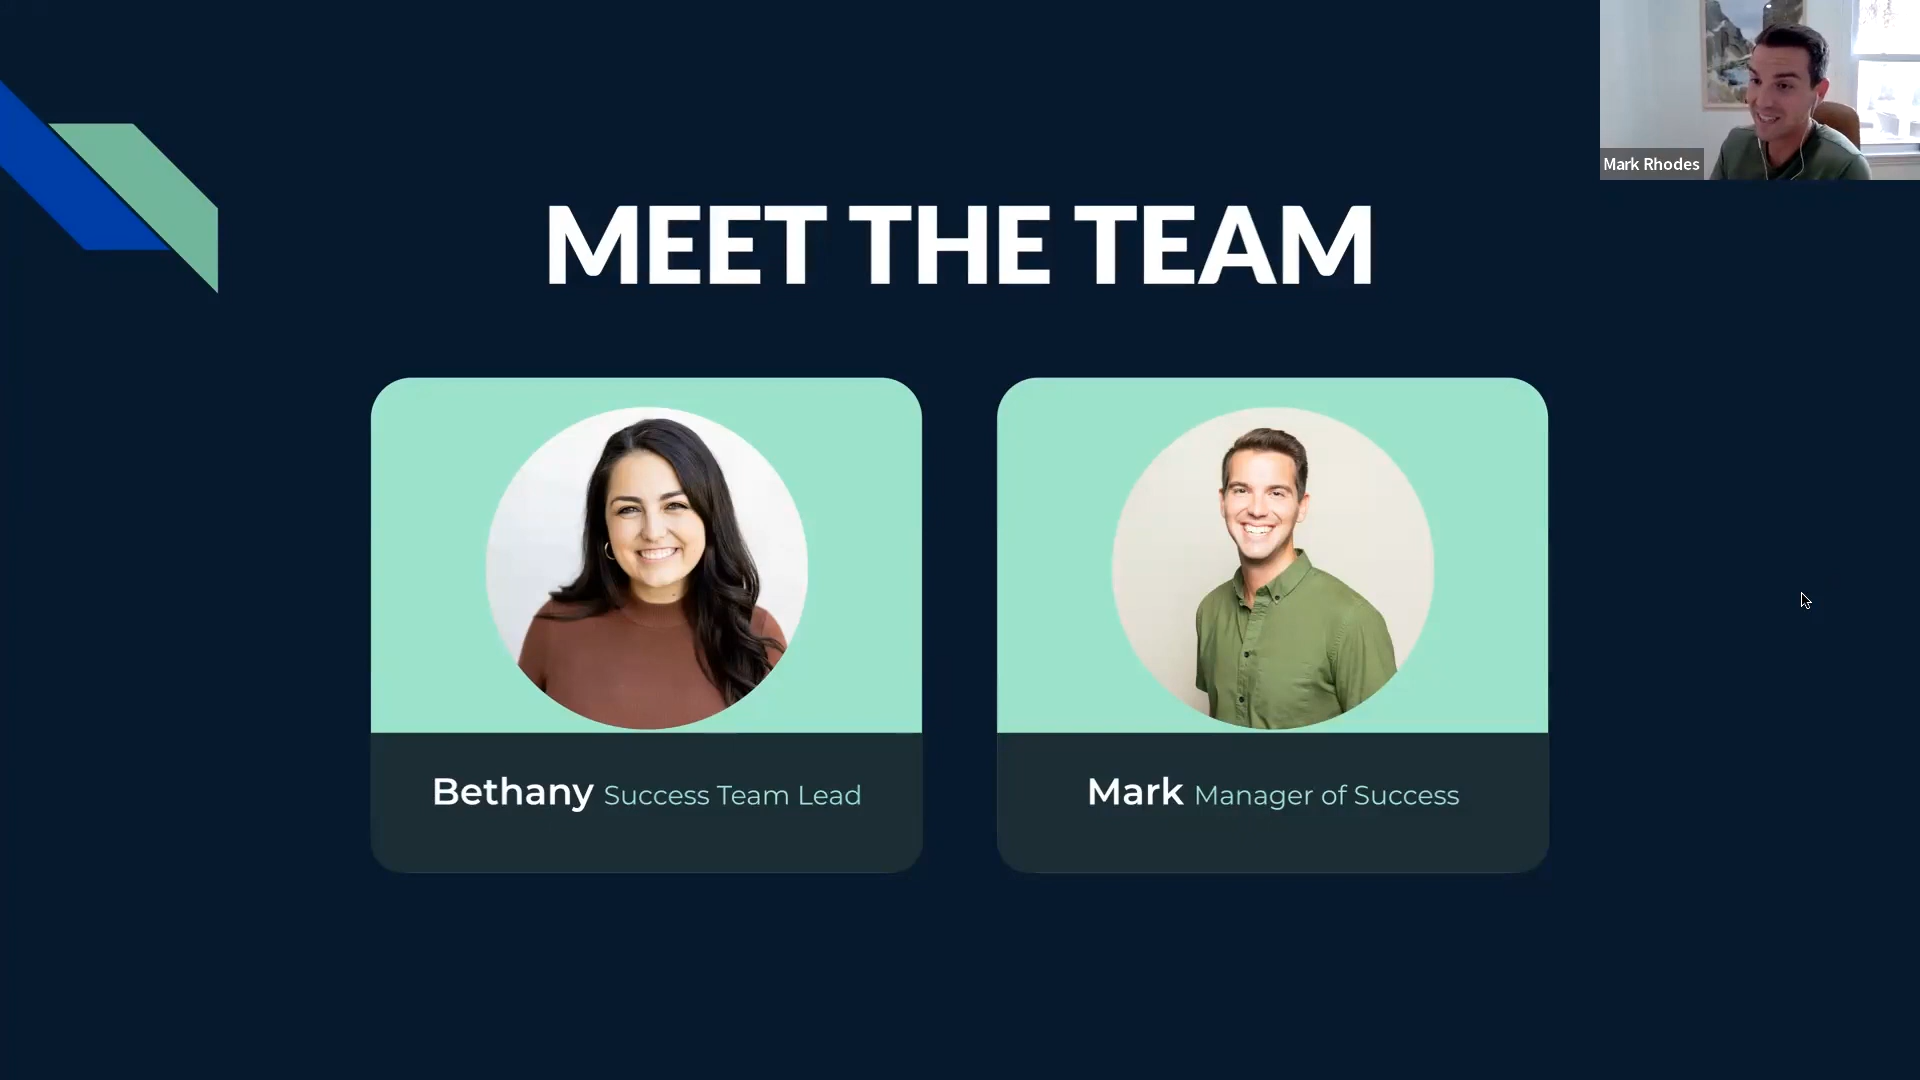 Mark Rhodes
MEET THE TEAM
Bethany Success Team Lead
Mark Manager of Success